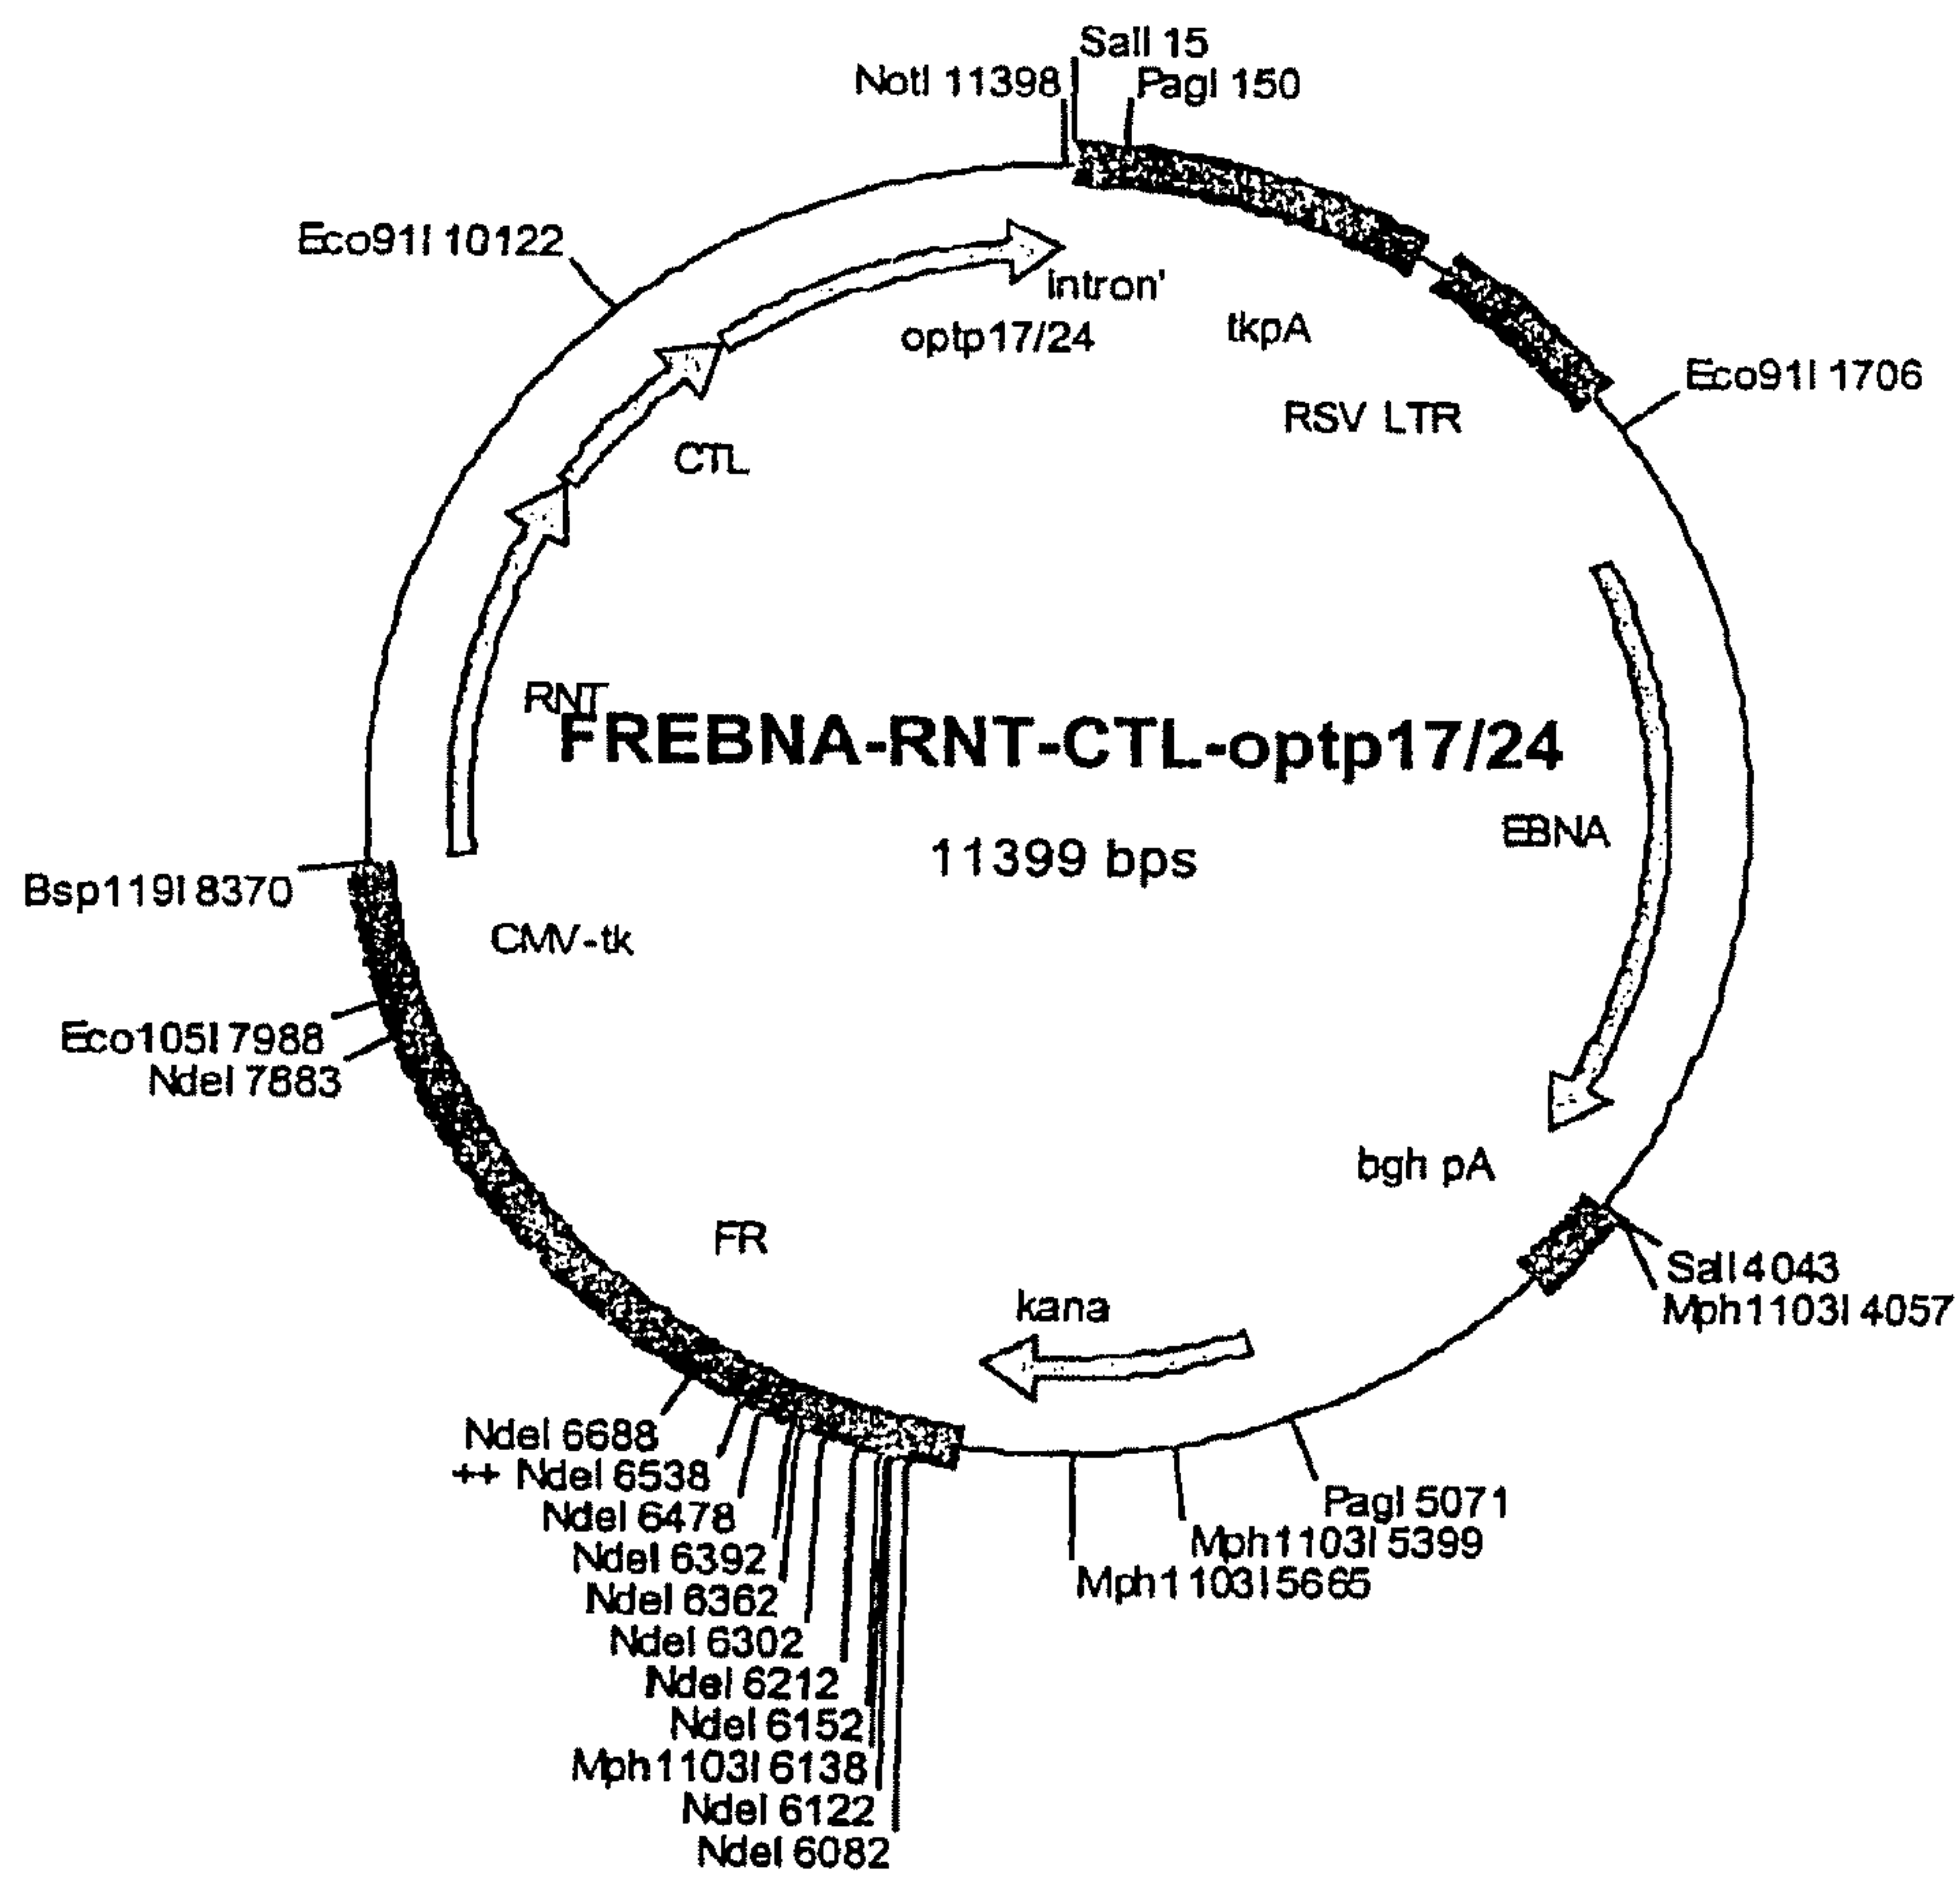 SalI 15
NotI 11398
PagI 150
Eco91I 10122
intron'
optp17/24
tkpA
Eco91I 1706
RSV LTR
CTL
RNT
FREBNA-RNT-CTL-optp17/24
EBNA
11399 bps
Bsp119I 8370
CMV-tk
Eco105I 7988
NdeI 7883
bgh pA
FR
SalI 4043
kana
Mph1103I 4057
NdeI 6688
++ NdeI 6538
PagI 5071
NdeI 6478
Mph1103I 5399
NdeI 6392
Mph1103I 5665
NdeI 6362
NdeI 6302
NdeI 6212
NdeI 6152
Mph1103I 6138
NdeI 6122
NdeI 6082